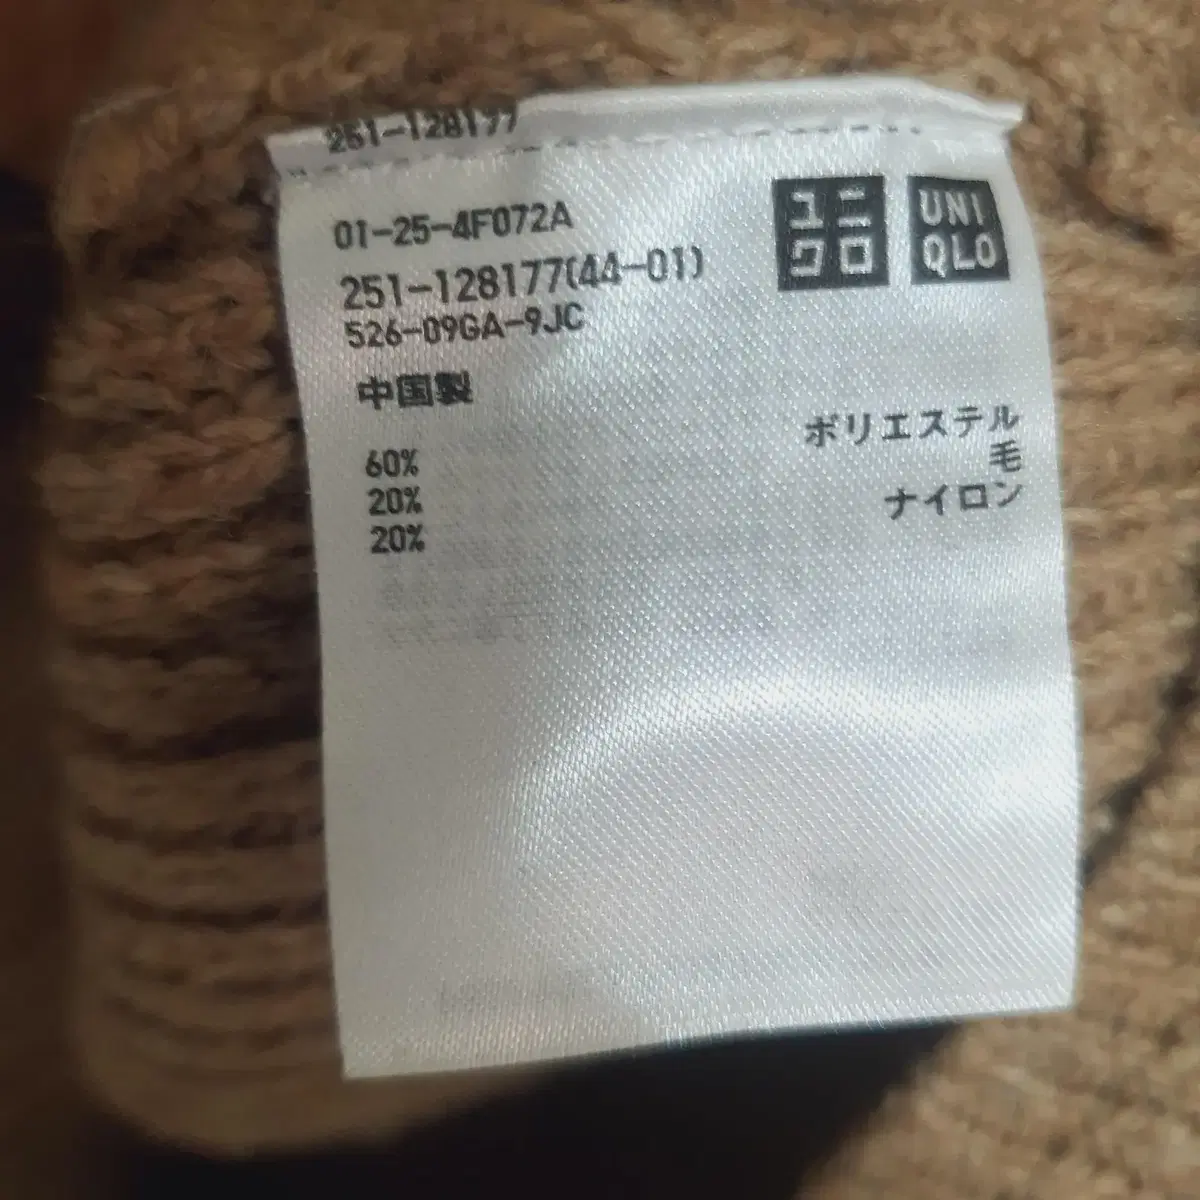 251-128177
01-25-4F072A
ユニ
クロ
UNI
QLO
251-128177(44-01)
526-09GA-9JC
中国製
60% ポリエステル
20% 毛
20% ナイロン